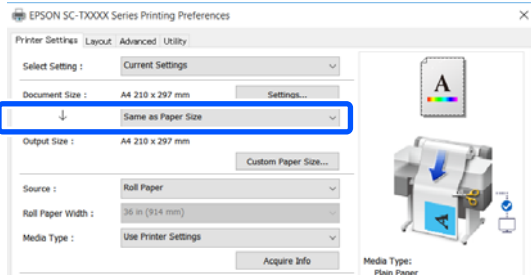 EPSON SC-TXXXX Series Printing Preferences
Printer Settings Layout Advanced Utility
Select Setting : Current Settings
Document Size : A4 210 x 297 mm Settings...
↓ Same as Paper Size
Output Size : A4 210 x 297 mm
Custom Paper Size...
Source : Roll Paper
Roll Paper Width : 36 in (914 mm)
Media Type : Use Printer Settings
Acquire Info
A
A
Media Type:
Plain Paper